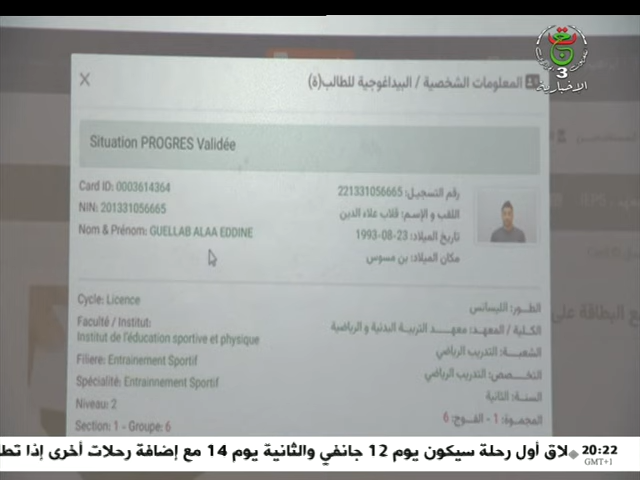 3
الاخبارية
المعلومات الشخصية / البيداغوجية للطالب(ة)
X
Situation PROGRES Validée
Card ID: 0003614364
رقم التسجيل: 221331056665
NIN: 201331056665
اللقب و الإسم: قلاب علاء الدين
Nom & Prénom: GUELLAB ALAA EDDINE
تاريخ الميلاد: 23-08-1993
مكان الميلاد: بن مسوس
Cycle: Licence
الطور: الليسانس
Faculté / Institut:
Institut de l'éducation sportive et physique
الكلية / المعهد: معهد التربية البدنية و الرياضية
Filiere: Entrainement Sportif
الشعبة: التدريب الرياضي
Spécialité: Entrainnement Sportif
التخصص: التدريب الرياضي
Niveau: 2
السنة: الثانية
Section: 1 - Groupe: 6
المجموعة: 1 - الفوج: 6
ع البطاقة على
20:22
GMT+1
لاق أول رحلة سيكون يوم 12 جانفي والثانية يوم 14 مع إضافة رحلات أخرى إذا تطل